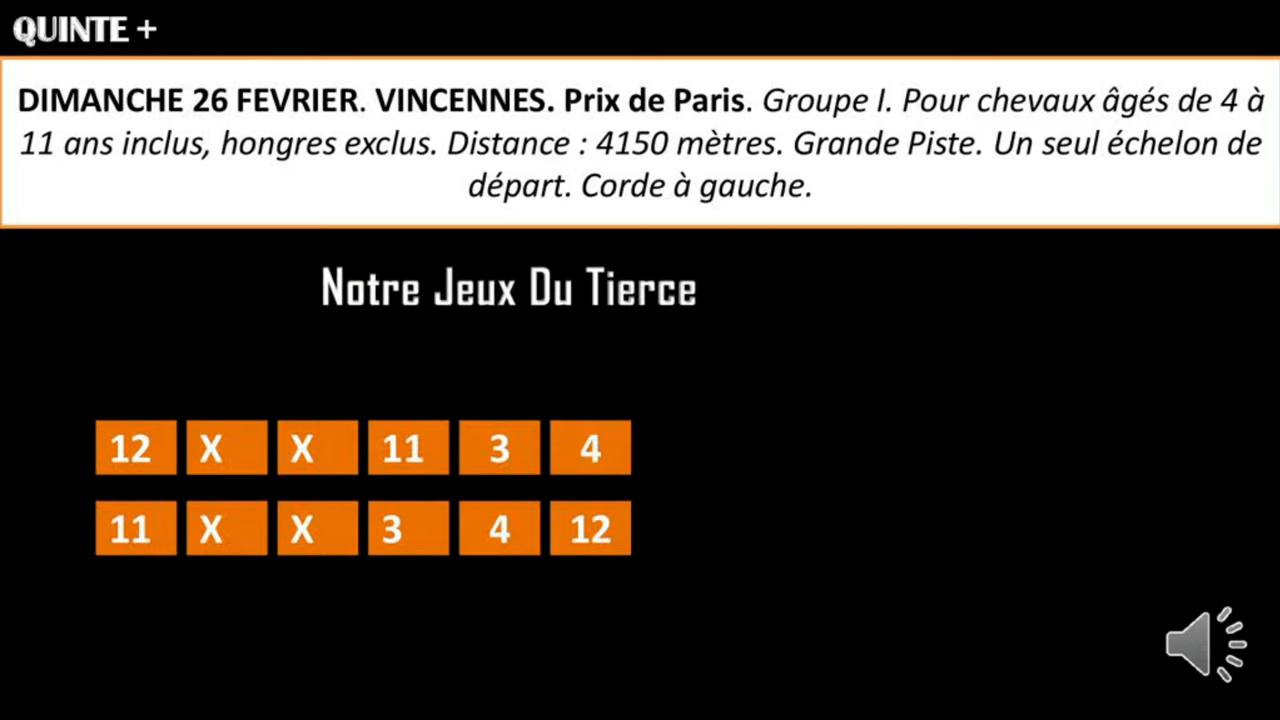 QUINTE +
DIMANCHE 26 FEVRIER. VINCENNES. Prix de Paris. Groupe I. Pour chevaux âgés de 4 à
11 ans inclus, hongres exclus. Distance : 4150 mètres. Grande Piste. Un seul échelon de
départ. Corde à gauche.
Notre Jeux Du Tierce
12 X X 11 3 4
11 X X 3 4 12